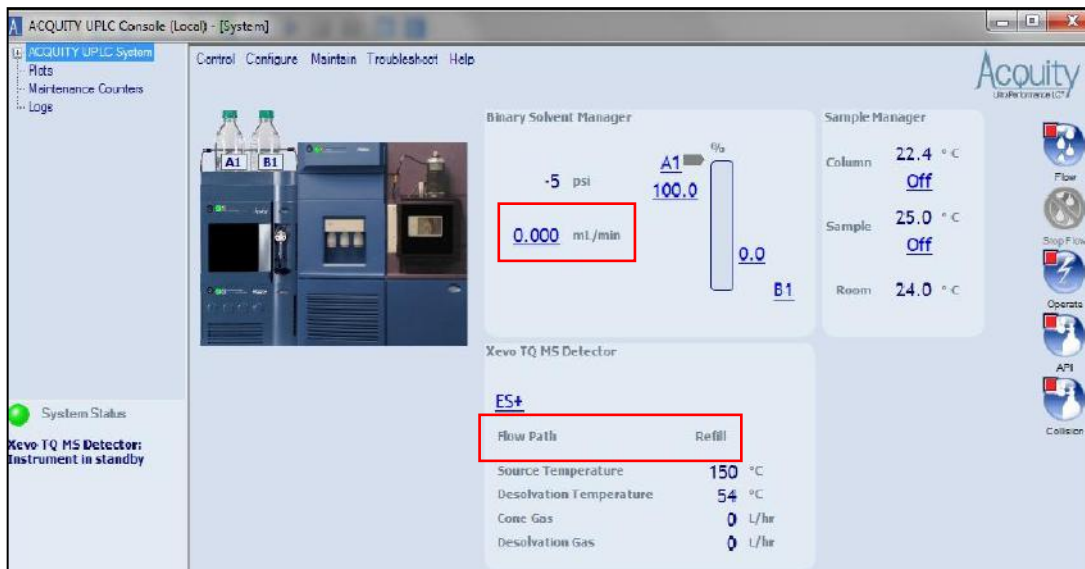 ACQUITY UPLC Console (Local) - [System]
ACQUITY UPLC System
Plots
Maintenance Counters
Logs
Control Configure Maintain Troubleshoot Help
Acquity
UltraPerformance LC
A1 B1
Binary Solvent Manager
-5 psi
0.000 mL/min
%
A1
100.0
0.0
B1
Sample Manager
Column 22.4 °C
Off
Sample 25.0 °C
Off
Room 24.0 °C
Flow
Stop Flow
Operate
API
Collision
Xevo TQ MS Detector
ES+
Flow Path Refill
Source Temperature 150 °C
Desolvation Temperature 54 °C
Cone Gas 0 L/hr
Desolvation Gas 0 L/hr
System Status
Xevo TQ MS Detector:
Instrument in standby